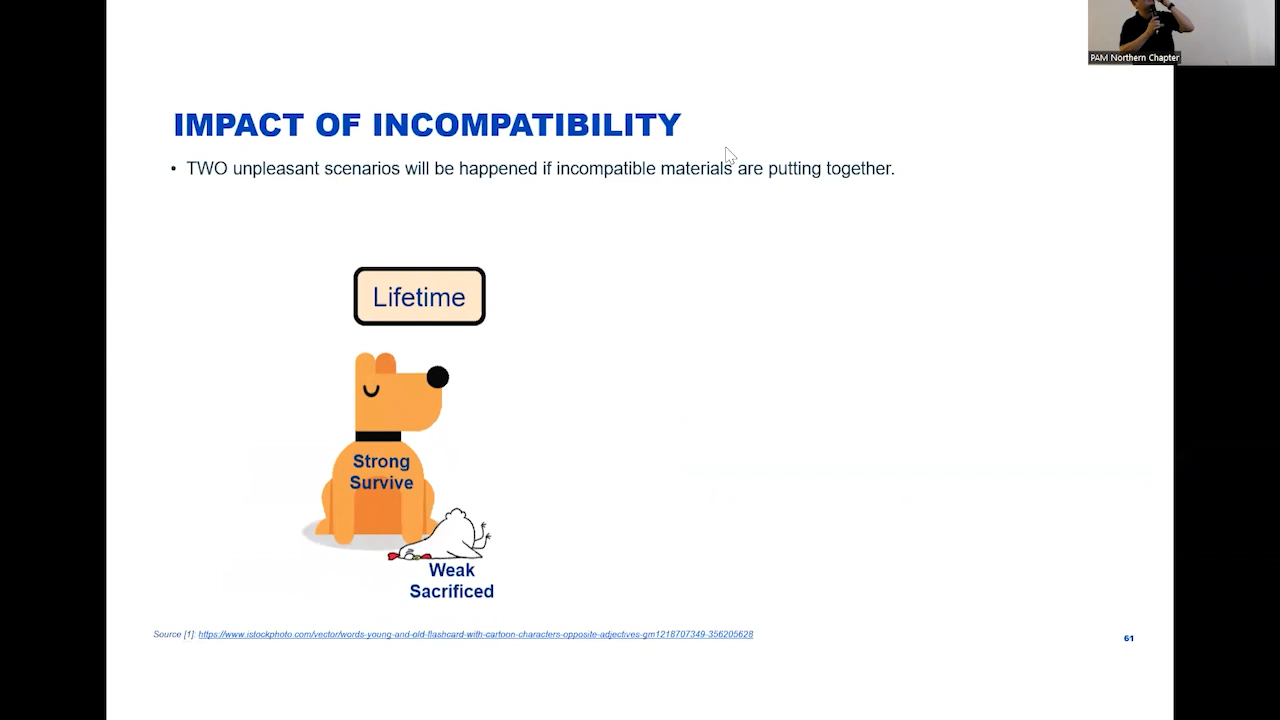 PAM Northern Chapter
IMPACT OF INCOMPATIBILITY
• TWO unpleasant scenarios will be happened if incompatible materials are putting together.
Lifetime
Strong
Survive
Weak
Sacrificed
Source [1]: https://www.istockphoto.com/vector/words-young-and-old-flashcard-with-cartoon-characters-opposite-adjectives-gm1218707349-356205628
61